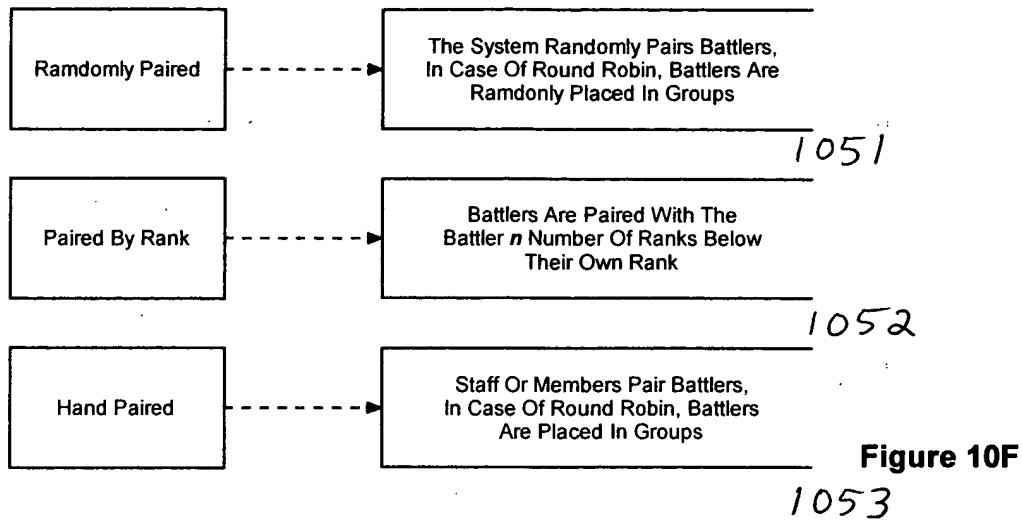 Ramdomly Paired
The System Randomly Pairs Battlers,
In Case Of Round Robin, Battlers Are
Ramdonly Placed In Groups
1051
Paired By Rank
Battlers Are Paired With The
Battler n Number Of Ranks Below
Their Own Rank
1052
Hand Paired
Staff Or Members Pair Battlers,
In Case Of Round Robin, Battlers
Are Placed In Groups
Figure 10F
1053